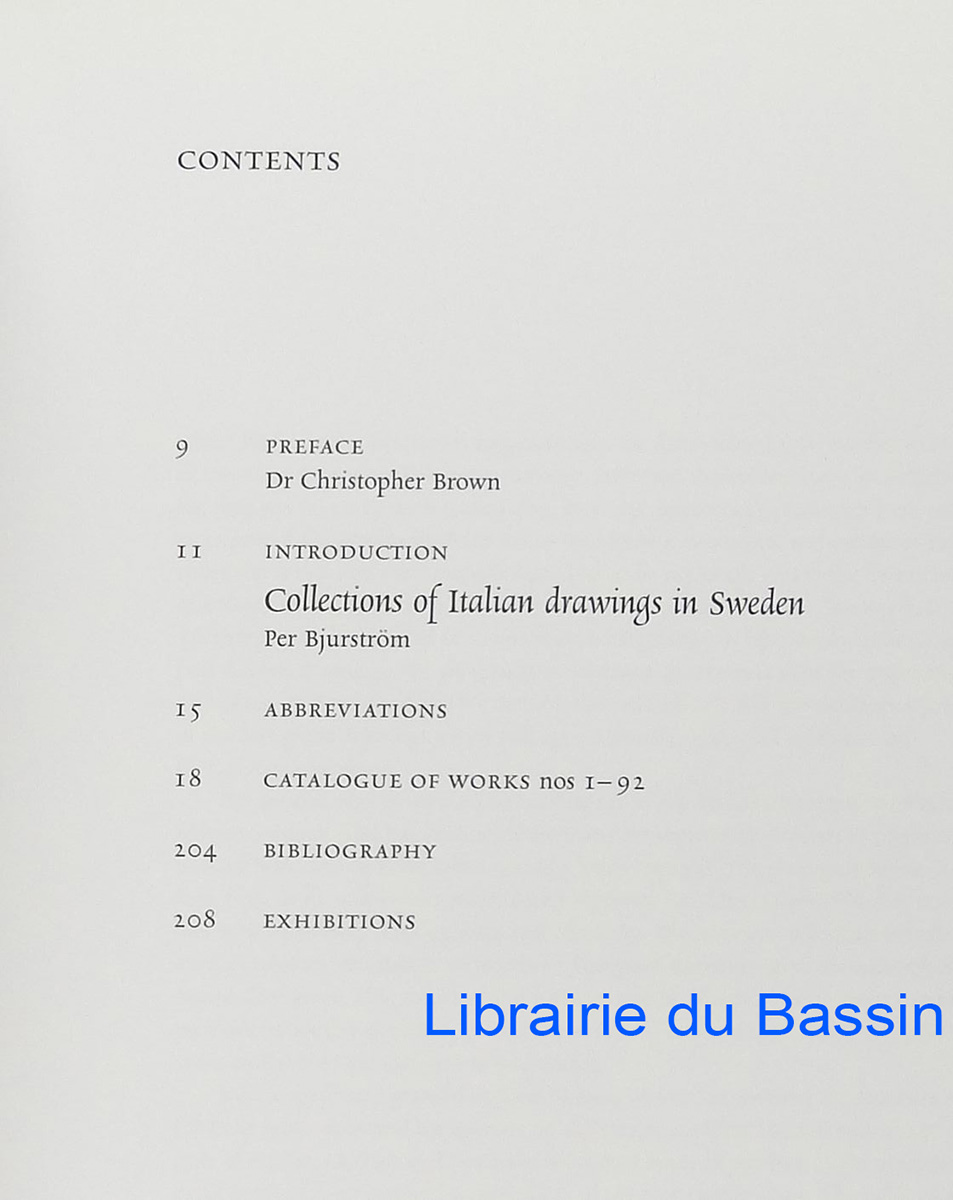 CONTENTS
9 PREFACE
Dr Christopher Brown
11 INTRODUCTION
Collections of Italian drawings in Sweden
Per Bjurström
15 ABBREVIATIONS
18 CATALOGUE OF WORKS nos 1–92
204 BIBLIOGRAPHY
208 EXHIBITIONS
Librairie du Bassin